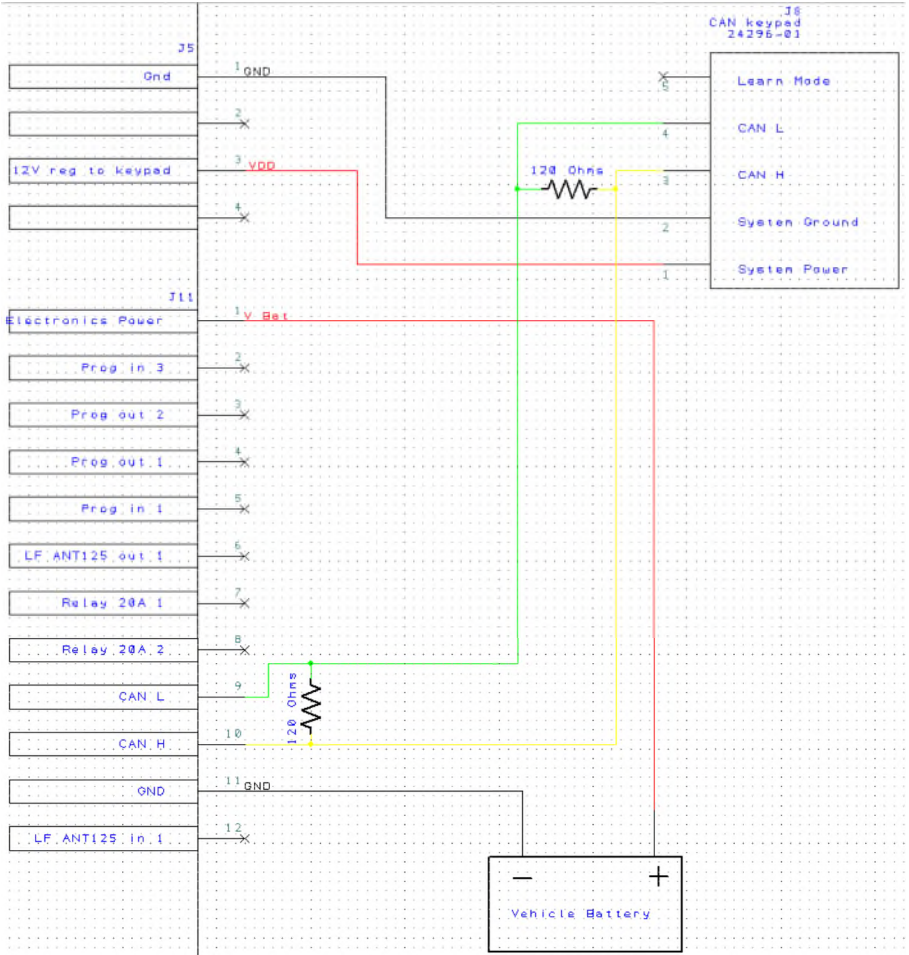 J8
CAN keypad
24296-01
J5
Gnd
1
GND
2
12V reg to keypad
3
VDD
4
5
Learn Mode
4
CAN L
120 Ohms
3
CAN H
2
System Ground
1
System Power
J11
Electronics Power
1
V Bat
Prog in 3
2
Prog out 2
3
Prog out 1
4
Prog in 1
5
LF ANT125 out 1
6
Relay 20A 1
7
Relay 20A 2
8
CAN L
9
120 Ohms
CAN H
10
GND
11
GND
LF ANT125 in 1
12
− +
Vehicle Battery